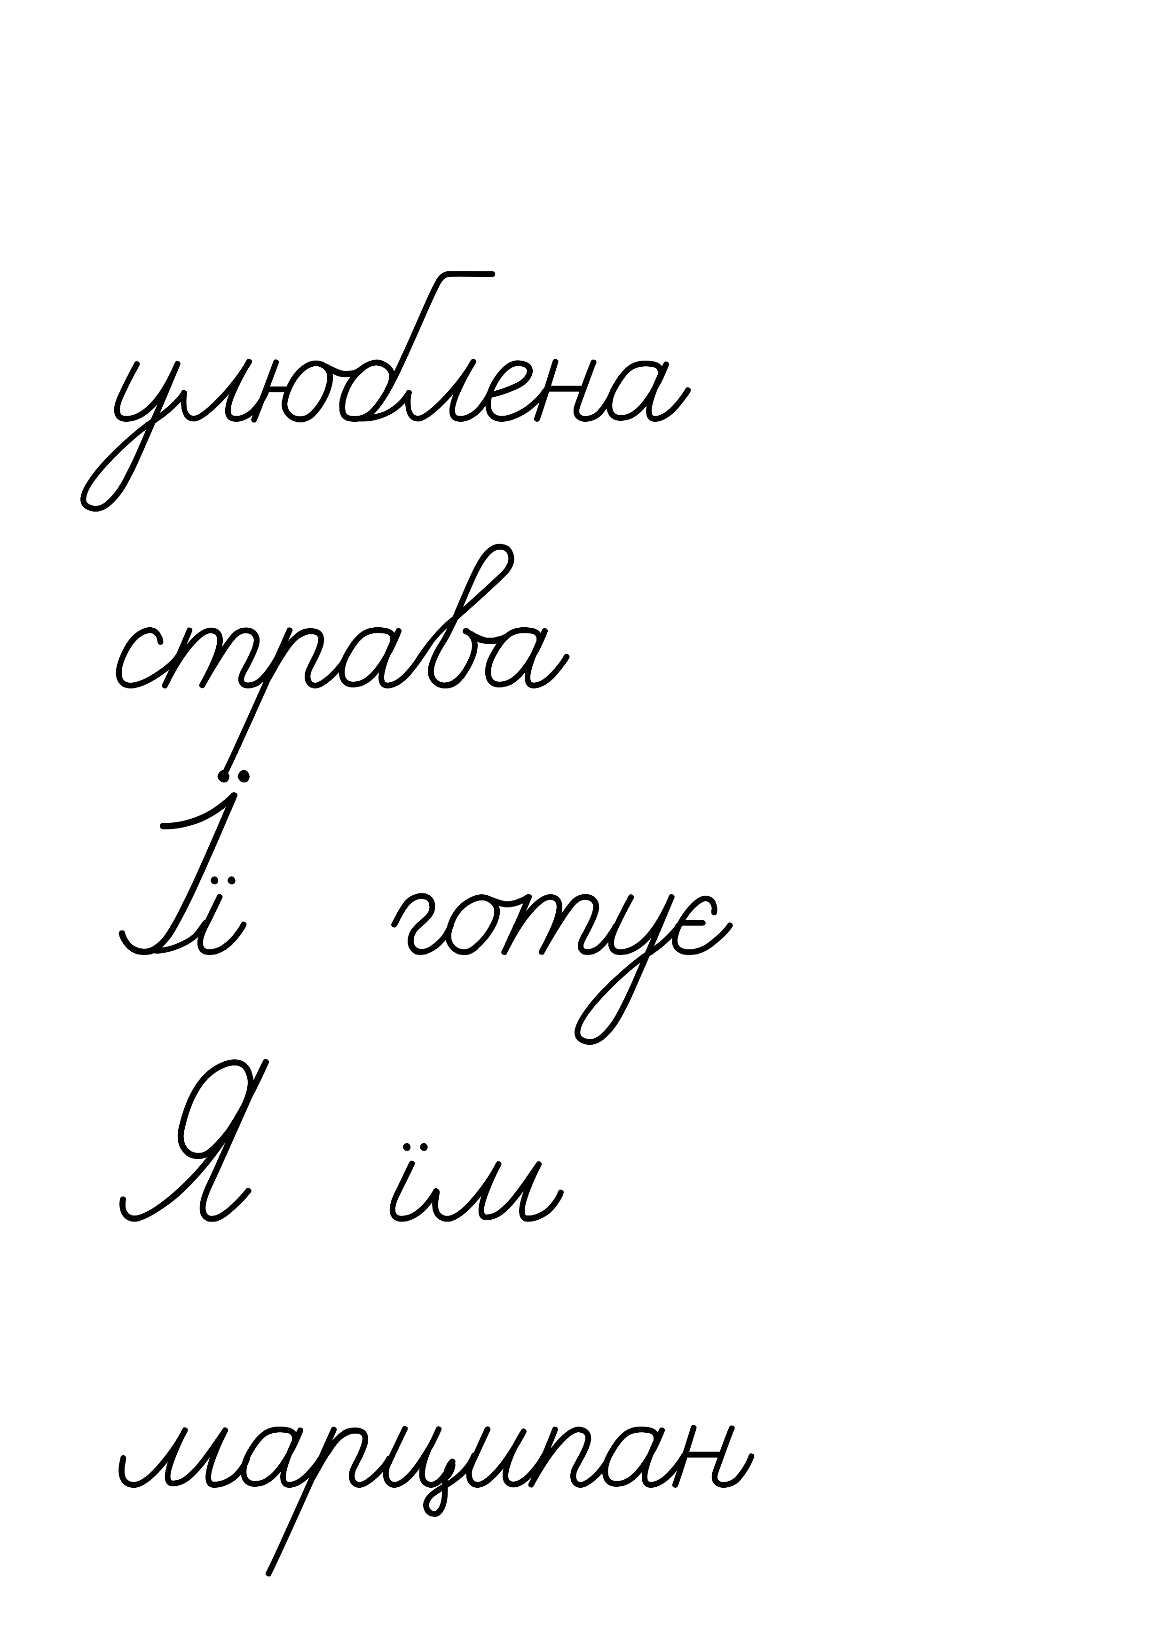 улюблена
страва
Її готує
Я їм
марципан